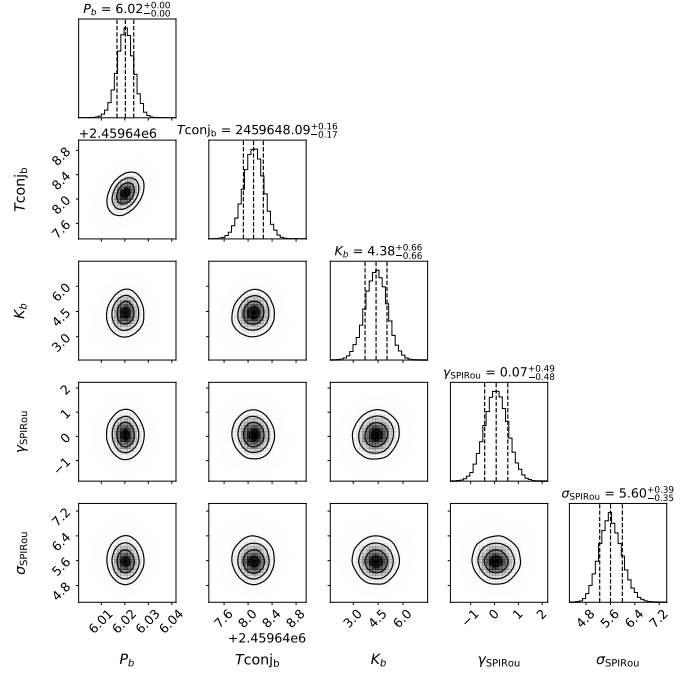 P_b = 6.02^{+0.00}_{-0.00}
+2.45964e6
Tconj_b = 2459648.09^{+0.16}_{-0.17}
8.8
8.4
8.0
7.6
Tconj_b
K_b = 4.38^{+0.66}_{-0.66}
6.0
4.5
3.0
K_b
γ_SPIRou = 0.07^{+0.49}_{-0.48}
2
1
0
−1
γ_SPIRou
σ_SPIRou = 5.60^{+0.39}_{-0.35}
7.2
6.4
5.6
4.8
σ_SPIRou
6.01 6.02 6.03 6.04
7.6 8.0 8.4 8.8
3.0 4.5 6.0
−1 0 1 2
4.8 5.6 6.4 7.2
+2.45964e6
P_b Tconj_b K_b γ_SPIRou σ_SPIRou